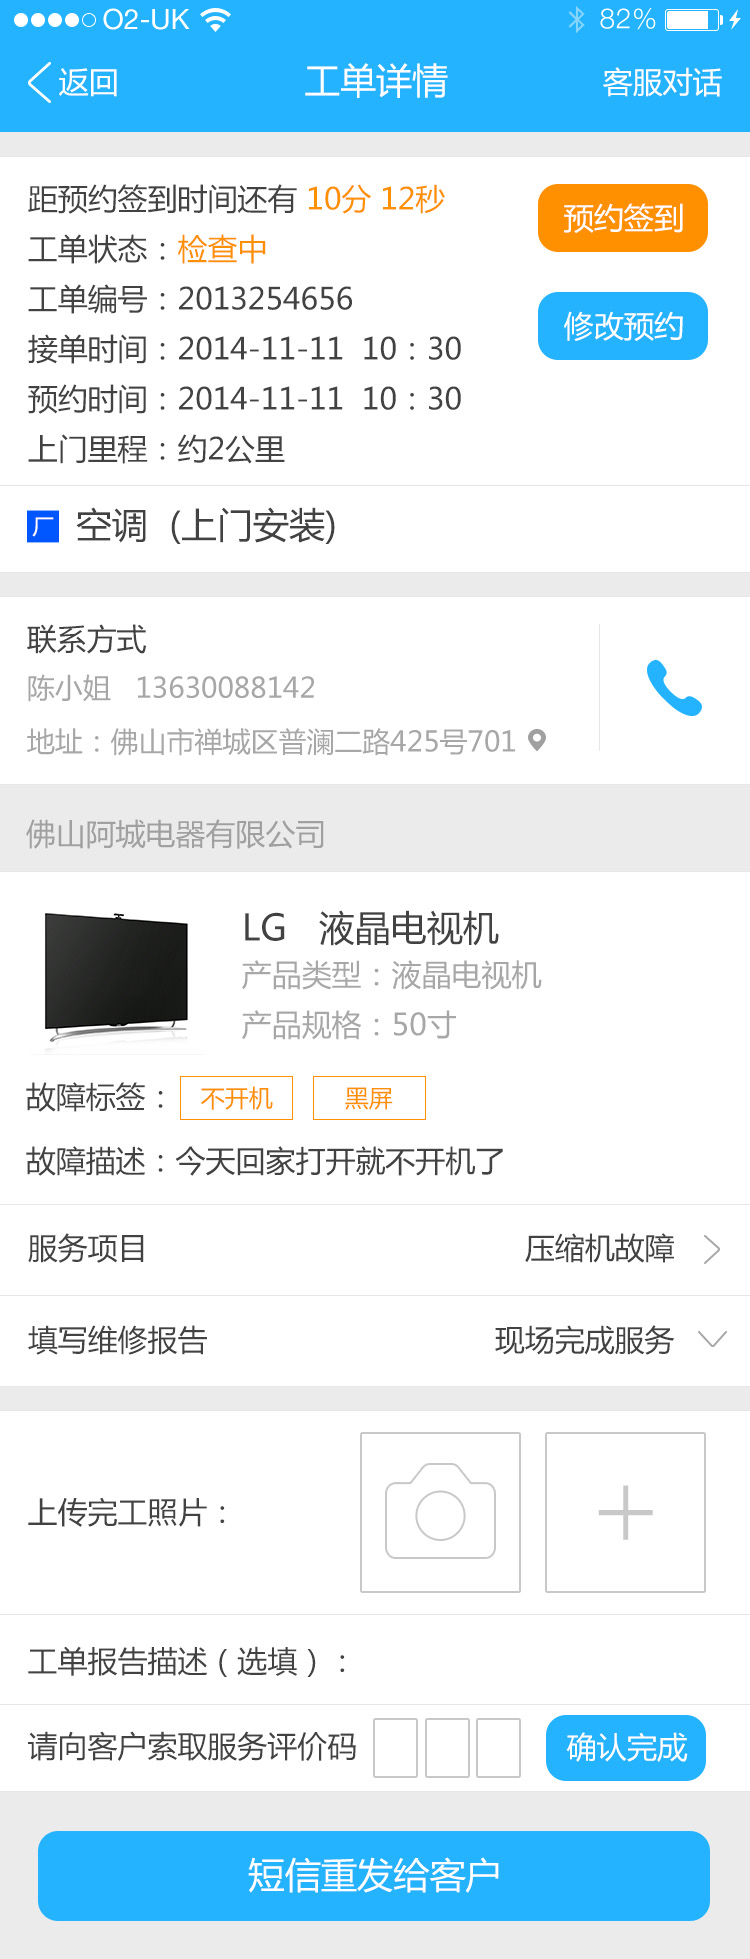 O2-UK 82%
返回 工单详情 客服对话
距预约签到时间还有 10分 12秒
预约签到
工单状态：检查中
工单编号：2013254656
修改预约
接单时间：2014-11-11 10：30
预约时间：2014-11-11 10：30
上门里程：约2公里
厂 空调（上门安装)
联系方式
陈小姐 13630088142
地址：佛山市禅城区普澜二路425号701
佛山阿城电器有限公司
LG 液晶电视机
产品类型：液晶电视机
产品规格：50寸
故障标签： 不开机 黑屏
故障描述：今天回家打开就不开机了
服务项目 压缩机故障
填写维修报告 现场完成服务
上传完工照片：
工单报告描述（选填）：
请向客户索取服务评价码 确认完成
短信重发给客户